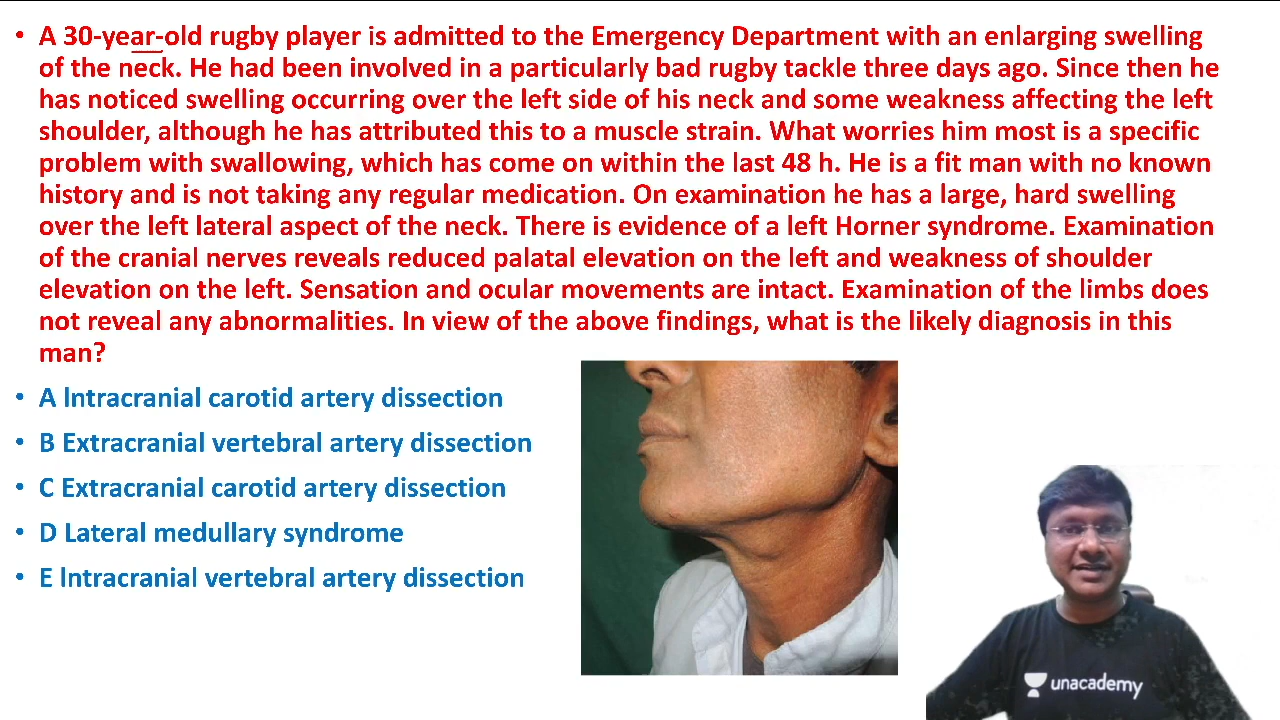 • A 30-year-old rugby player is admitted to the Emergency Department with an enlarging swelling
of the neck. He had been involved in a particularly bad rugby tackle three days ago. Since then he
has noticed swelling occurring over the left side of his neck and some weakness affecting the left
shoulder, although he has attributed this to a muscle strain. What worries him most is a specific
problem with swallowing, which has come on within the last 48 h. He is a fit man with no known
history and is not taking any regular medication. On examination he has a large, hard swelling
over the left lateral aspect of the neck. There is evidence of a left Horner syndrome. Examination
of the cranial nerves reveals reduced palatal elevation on the left and weakness of shoulder
elevation on the left. Sensation and ocular movements are intact. Examination of the limbs does
not reveal any abnormalities. In view of the above findings, what is the likely diagnosis in this
man?
• A Intracranial carotid artery dissection
• B Extracranial vertebral artery dissection
• C Extracranial carotid artery dissection
• D Lateral medullary syndrome
• E Intracranial vertebral artery dissection
unacademy